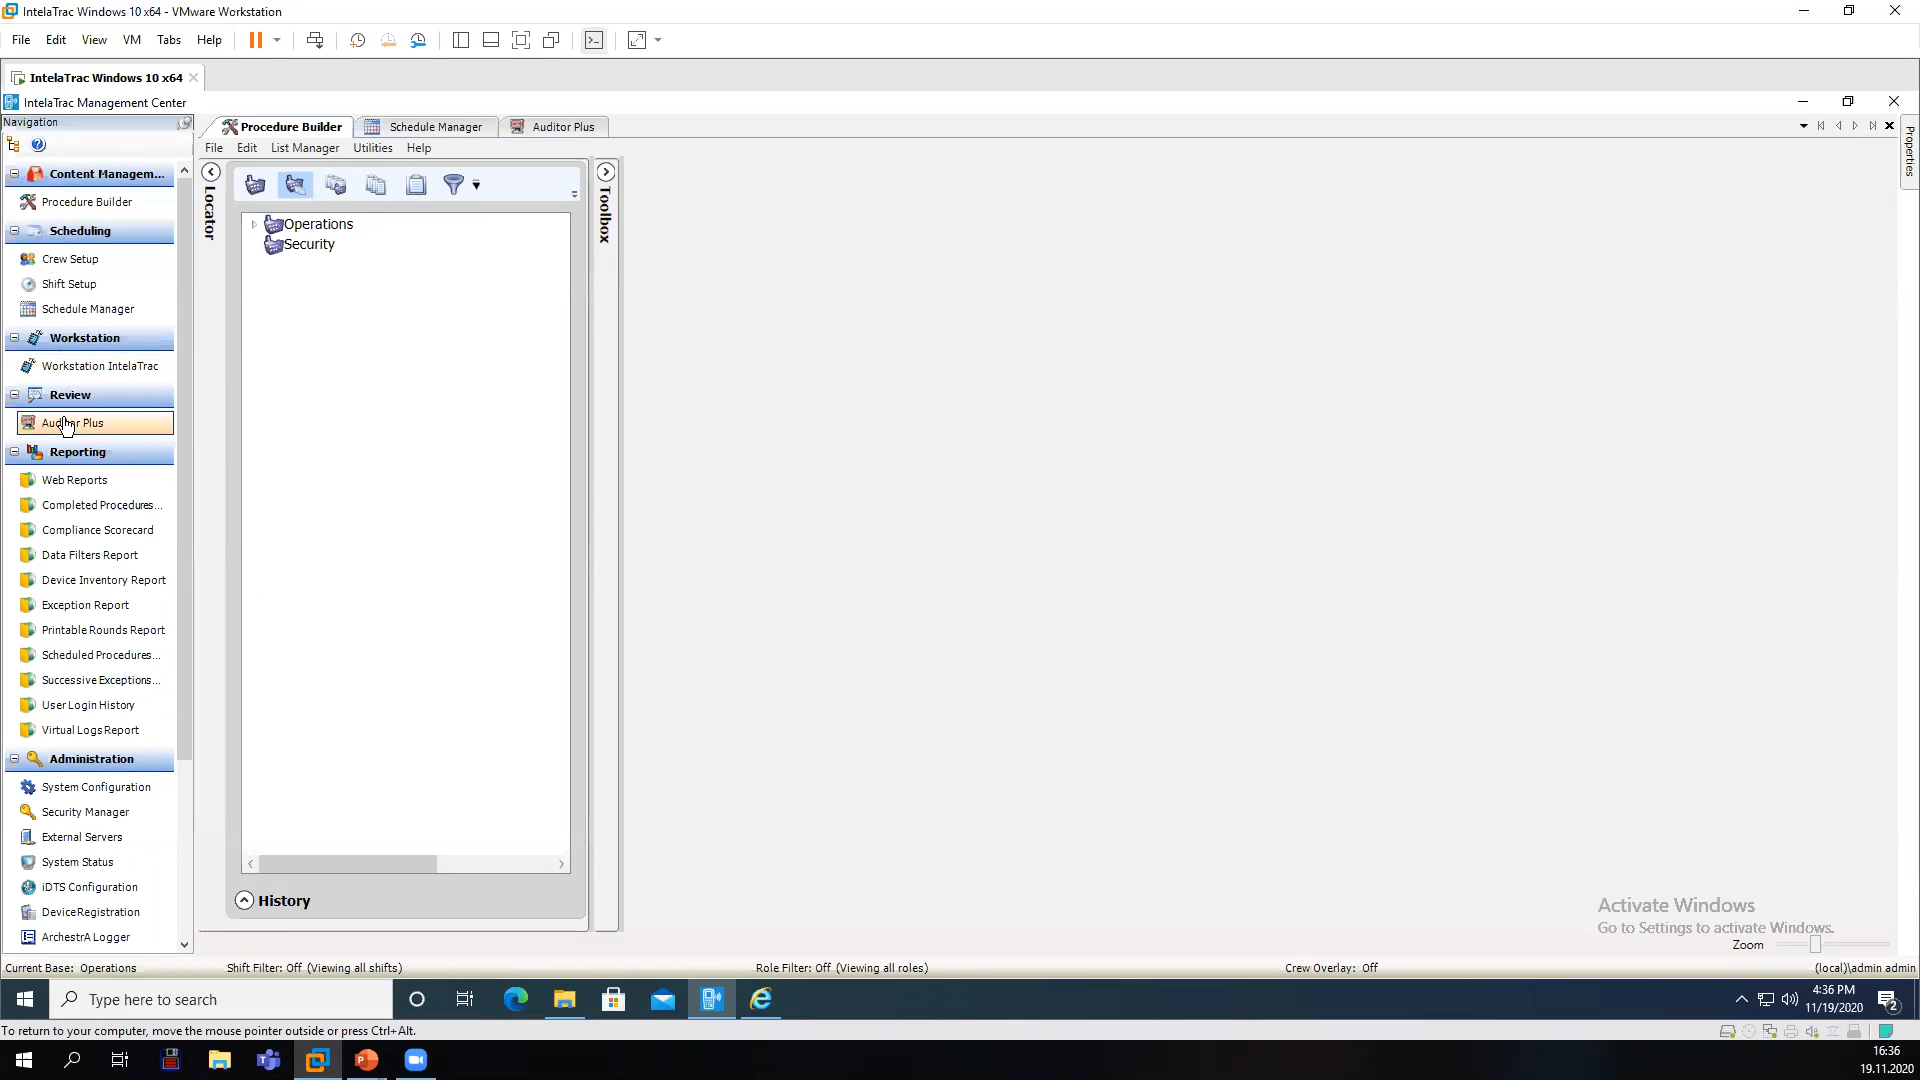 IntelaTrac Windows 10 x64 - VMware Workstation
File Edit View VM Tabs Help
IntelaTrac Windows 10 x64
IntelaTrac Management Center
Navigation
Procedure Builder Schedule Manager Auditor Plus
File Edit List Manager Utilities Help
Content Managem...
Procedure Builder
Scheduling
Crew Setup
Shift Setup
Schedule Manager
Workstation
Workstation IntelaTrac
Review
Auditor Plus
Reporting
Web Reports
Completed Procedures...
Compliance Scorecard
Data Filters Report
Device Inventory Report
Exception Report
Printable Rounds Report
Scheduled Procedures...
Successive Exceptions...
User Login History
Virtual Logs Report
Administration
System Configuration
Security Manager
External Servers
System Status
iDTS Configuration
DeviceRegistration
ArchestrA Logger
Locator
Operations
Security
History
Toolbox
Properties
Activate Windows
Go to Settings to activate Windows.
Zoom
Current Base: Operations Shift Filter: Off (Viewing all shifts) Role Filter: Off (Viewing all roles) Crew Overlay: Off (local)\admin admin
Type here to search
4:36 PM
11/19/2020
2
To return to your computer, move the mouse pointer outside or press Ctrl+Alt.
16:36
19.11.2020